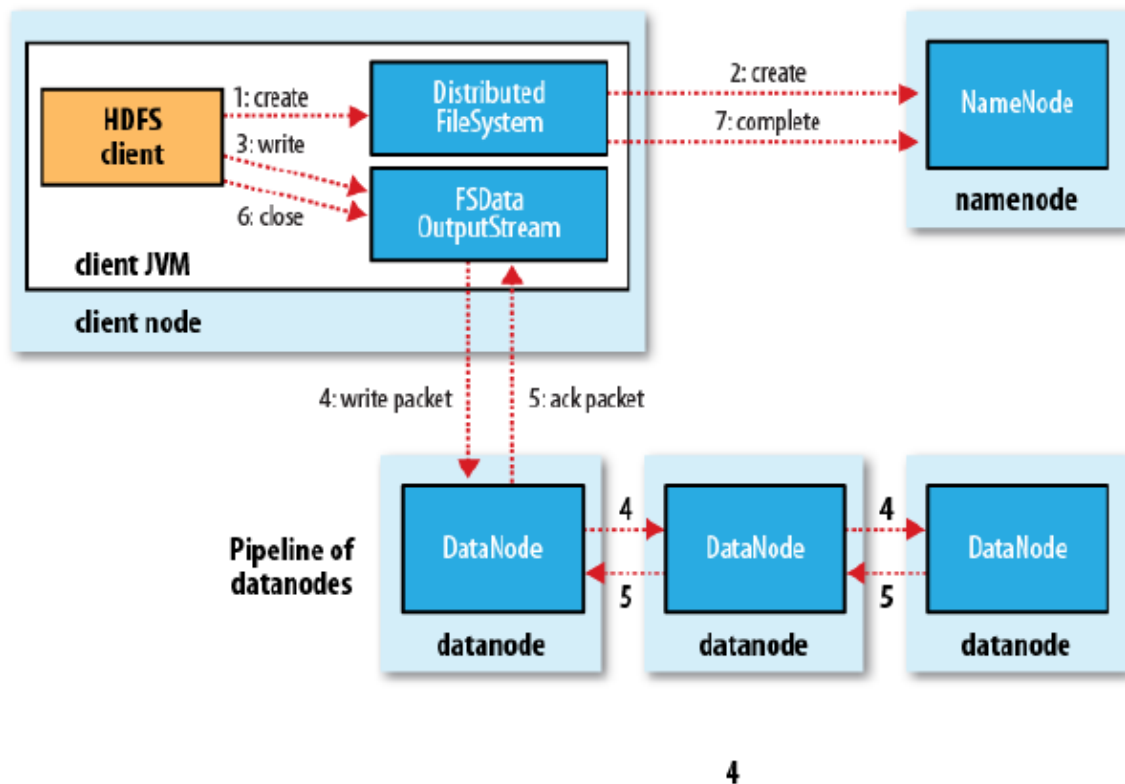 HDFS
client
1: create
3: write
6: close
Distributed
FileSystem
FSData
OutputStream
client JVM
client node
2: create
7: complete
NameNode
namenode
4: write packet
5: ack packet
Pipeline of
datanodes
DataNode
datanode
4
5
DataNode
datanode
4
5
DataNode
datanode
4